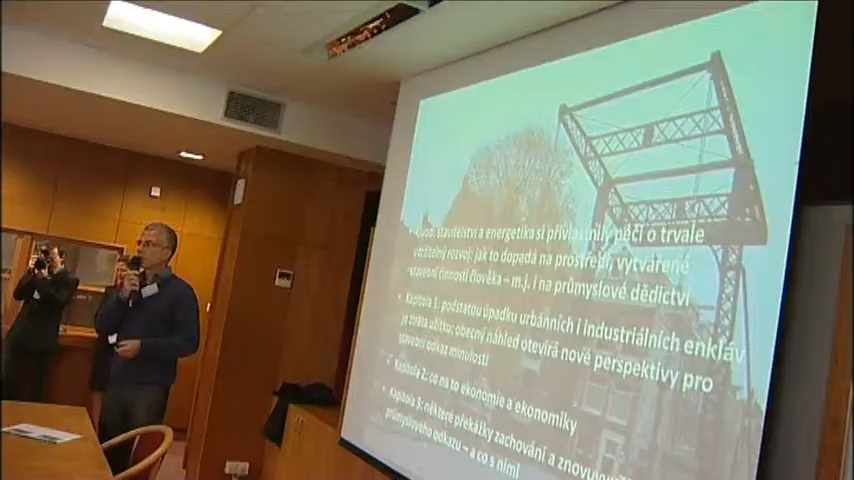 Úvod: stavitelství a energetika si přivlastnily péči o trvale
udržitelný rozvoj: jak to dopadá na prostředí, vytvářené
stavební činností člověka – m.j. i na průmyslové dědictví
Kapitola 1: podstatou úpadku urbánních i industriálních enkláv
je ztráta užitku: obecný náhled otevírá nové perspektivy pro
stavební odkaz minulosti
Kapitola 2: co na to ekonomie a ekonomiky
Kapitola 3: některé překážky zachování a
průmyslového odkazu – a co s nimi